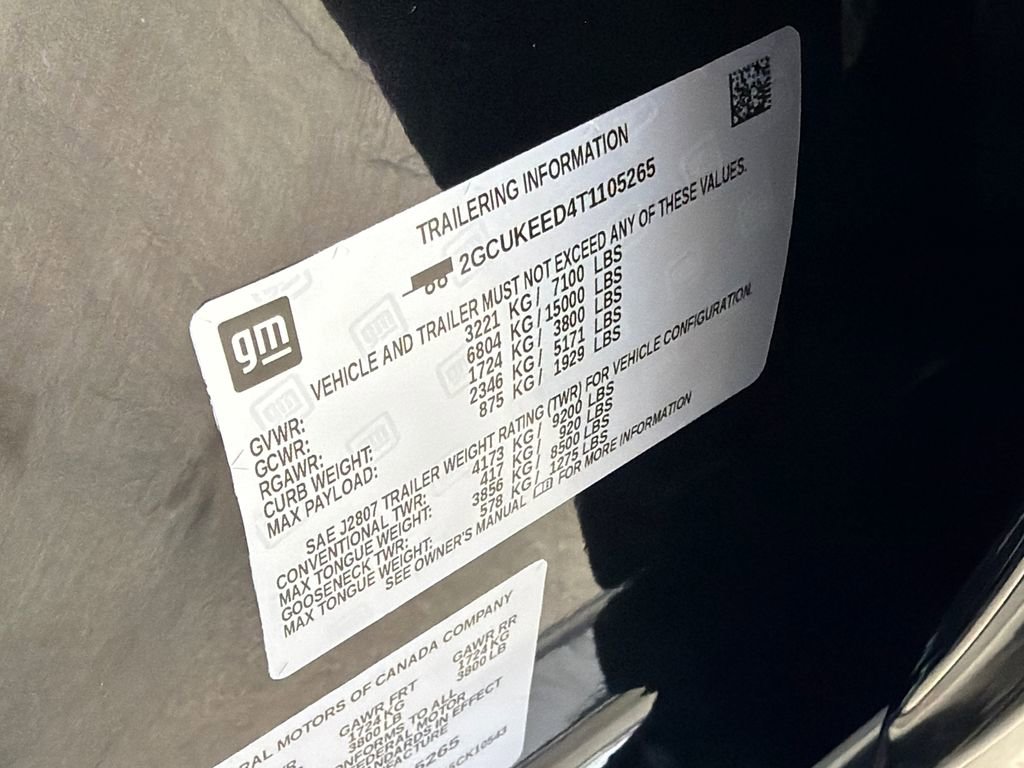 TRAILERING INFORMATION
2GCUKEED4T1105265
gm
VEHICLE AND TRAILER MUST NOT EXCEED ANY OF THESE VALUES.
GVWR: 3221 KG/ 7100 LBS
GCWR: 6804 KG/15000 LBS
RGAWR: 1724 KG/ 3800 LBS
CURB WEIGHT: 2346 KG/ 5171 LBS
MAX PAYLOAD: 875 KG/ 1929 LBS
SAE J2807 TRAILER WEIGHT RATING (TWR) FOR VEHICLE CONFIGURATION.
CONVENTIONAL TWR: 4173 KG/ 9200 LBS
MAX TONGUE WEIGHT: 417 KG/ 920 LBS
GOOSENECK TWR: 3856 KG/ 8500 LBS
MAX TONGUE WEIGHT: 578 KG/ 1275 LBS
SEE OWNER'S MANUAL FOR MORE INFORMATION
RAL MOTORS OF CANADA COMPANY
GAWR FRT GAWR RR
1724 KG 1724 KG
3800 LB 3800 LB
CONFORMS TO ALL
MOTOR
IN EFFECT
5265